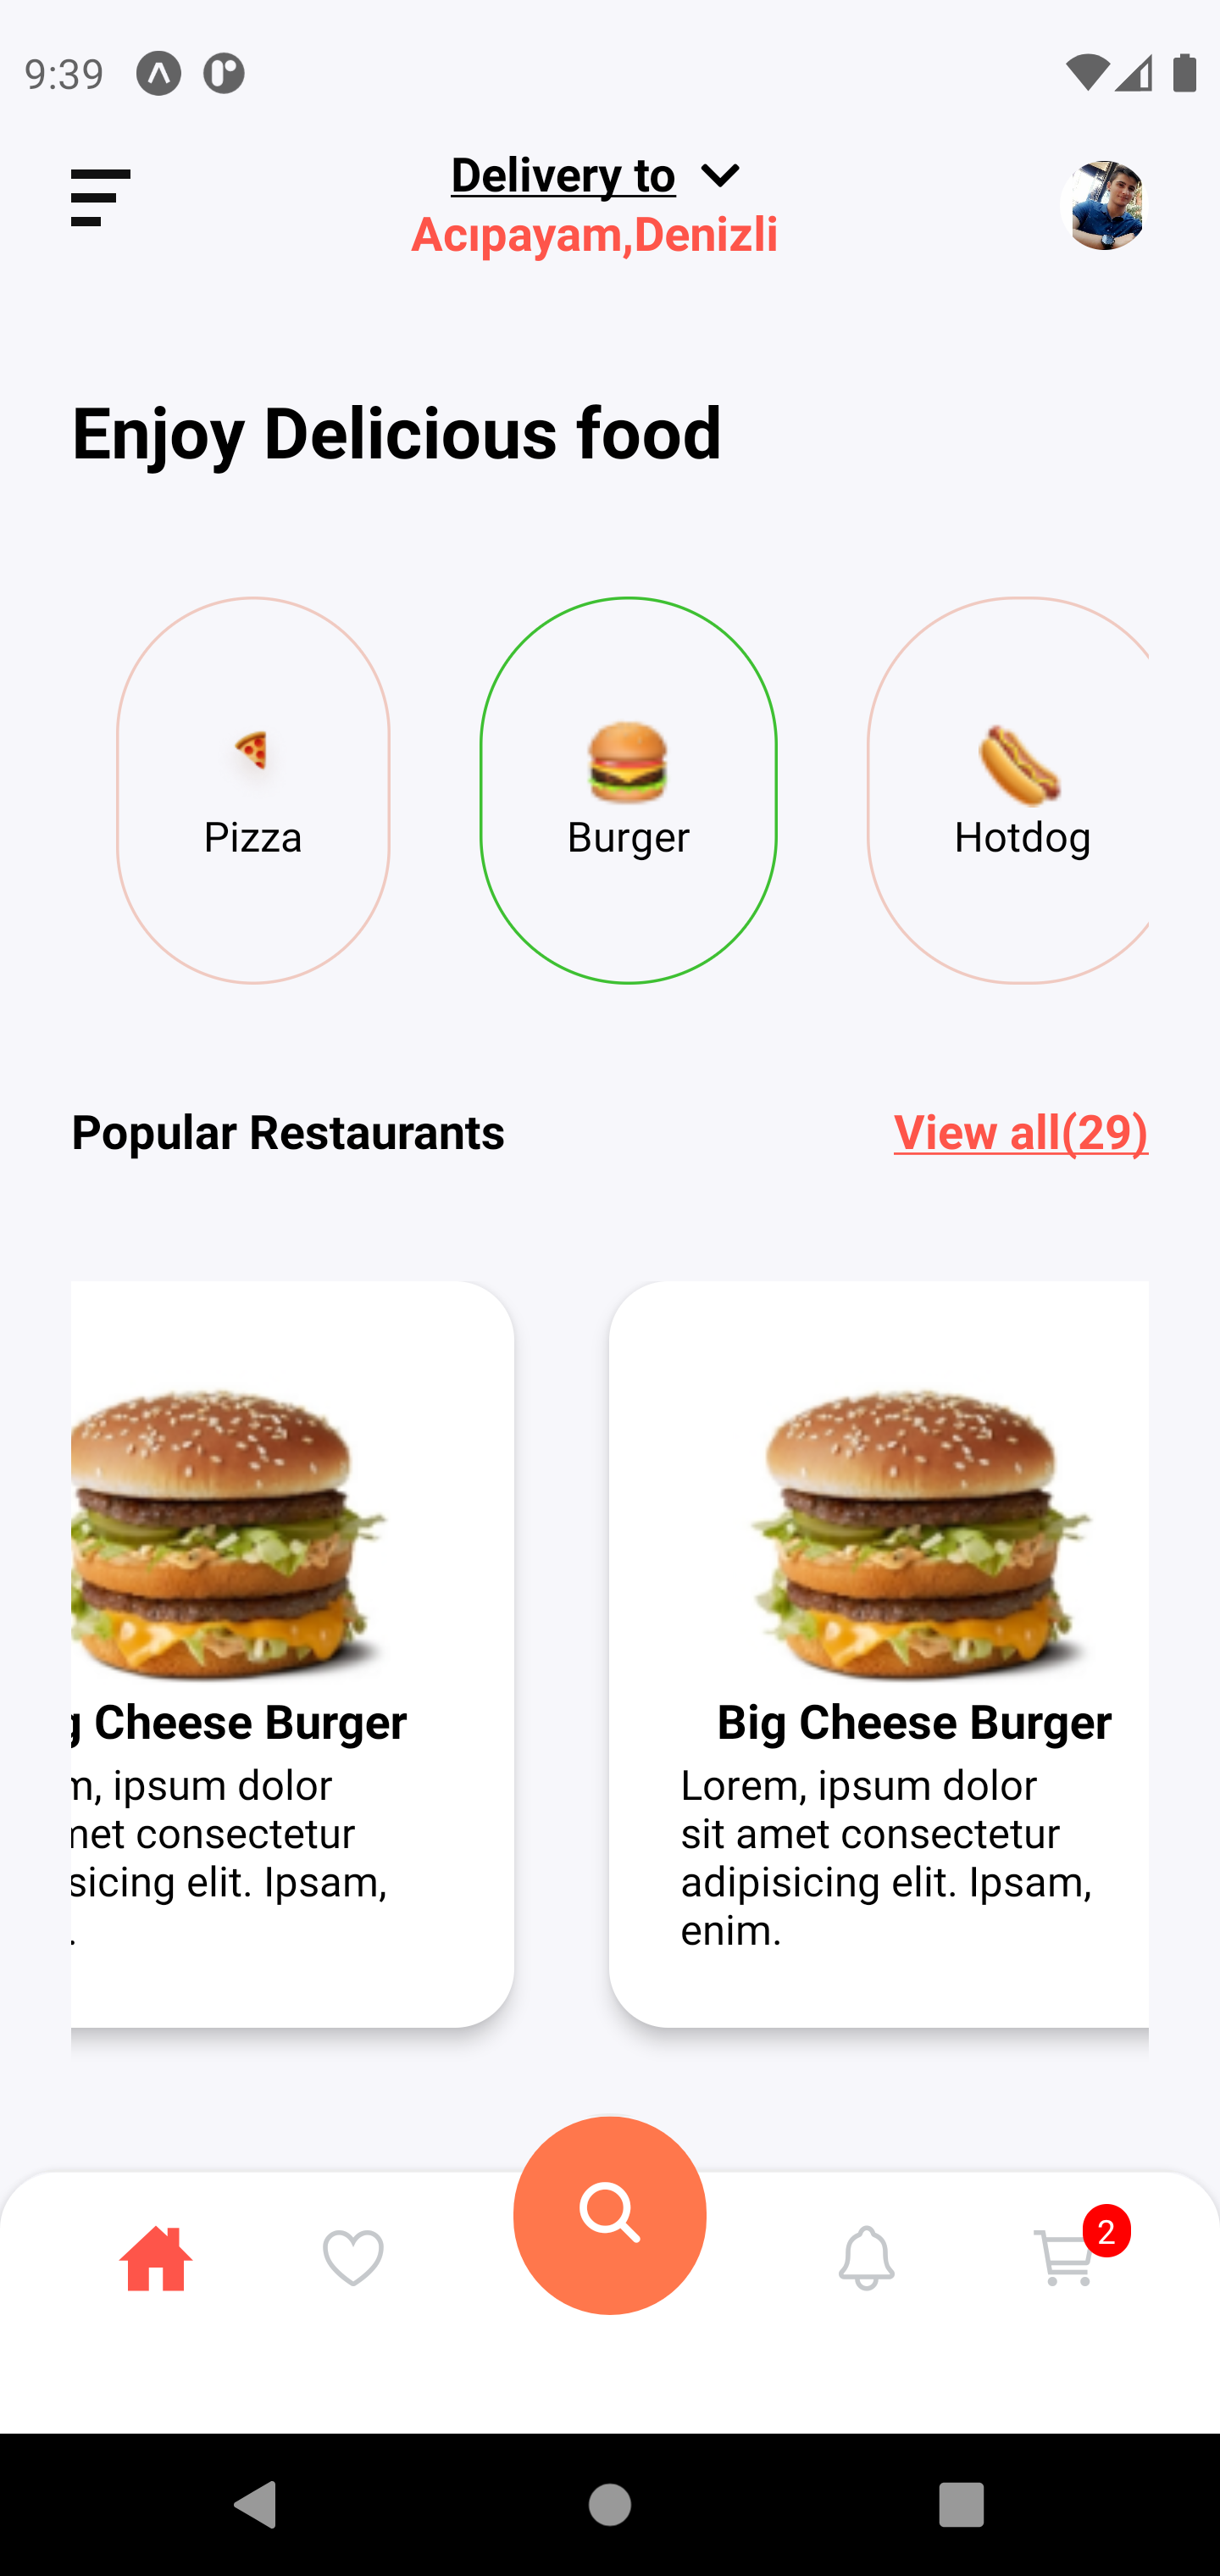 9:39
Delivery to
Acıpayam,Denizli
Enjoy Delicious food
Pizza
Burger
Hotdog
Popular Restaurants
View all(29)
g Cheese Burger
m, ipsum dolor
met consectetur
sicing elit. Ipsam,
.
Big Cheese Burger
Lorem, ipsum dolor
sit amet consectetur
adipisicing elit. Ipsam,
enim.
2